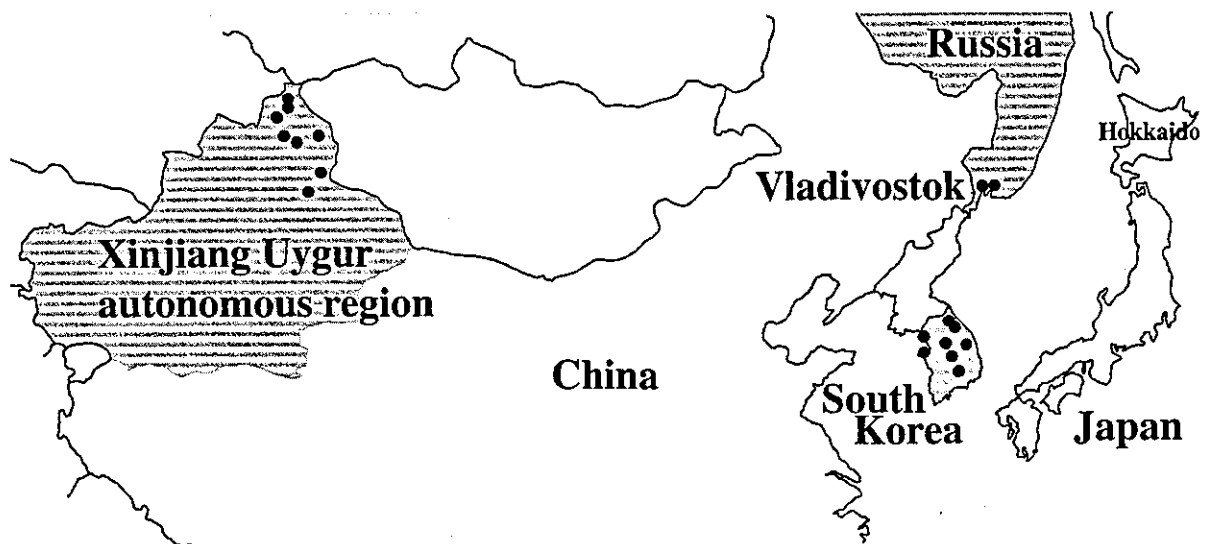 Russia
Hokkaido
Vladivostok
Xinjiang Uygur
autonomous region
China
South
Korea
Japan